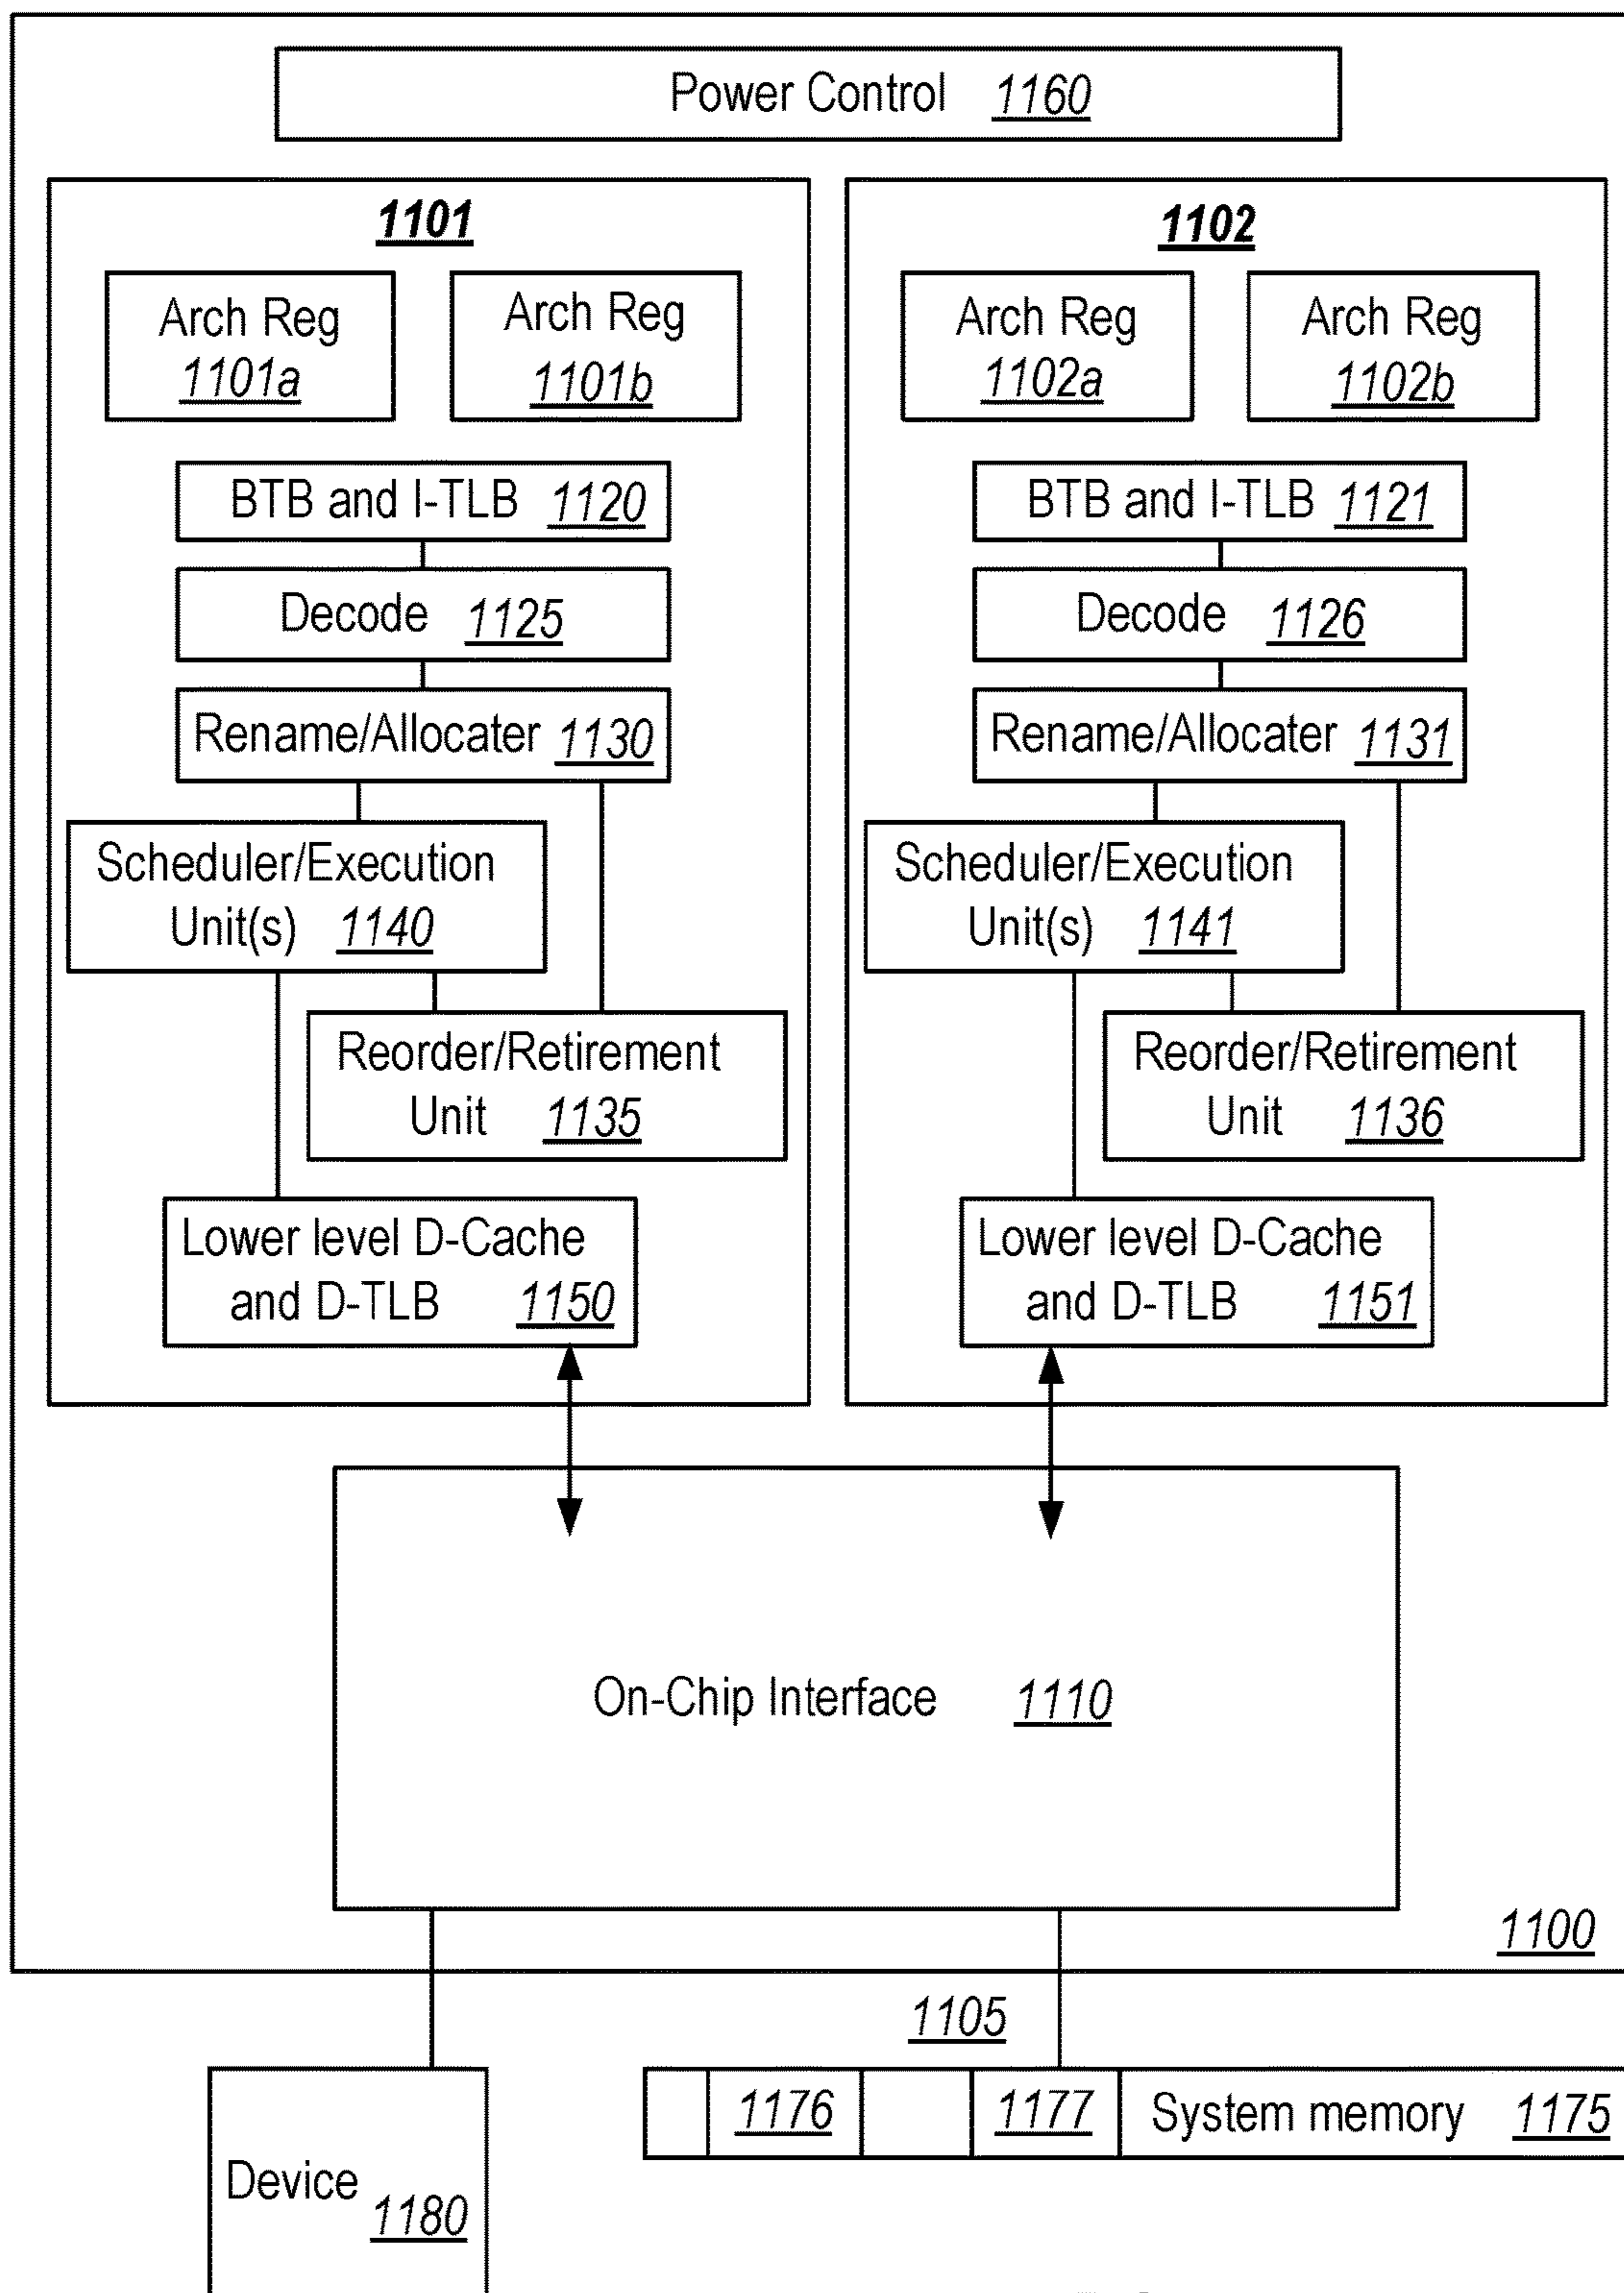 Power Control 1160
1101
Arch Reg
1101a
Arch Reg
1101b
BTB and I-TLB 1120
Decode 1125
Rename/Allocater 1130
Scheduler/Execution
Unit(s) 1140
Reorder/Retirement
Unit 1135
Lower level D-Cache
and D-TLB 1150
1102
Arch Reg
1102a
Arch Reg
1102b
BTB and I-TLB 1121
Decode 1126
Rename/Allocater 1131
Scheduler/Execution
Unit(s) 1141
Reorder/Retirement
Unit 1136
Lower level D-Cache
and D-TLB 1151
On-Chip Interface 1110
1100
1105
1176
1177
System memory 1175
Device 1180